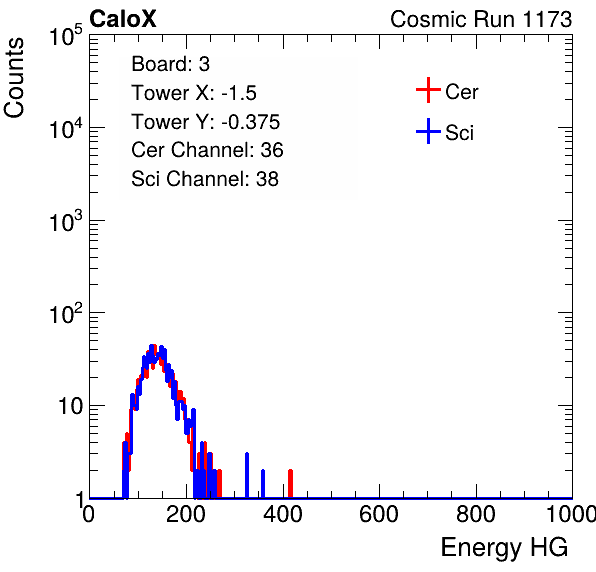 CaloX
Cosmic Run 1173
Counts
10^5
10^4
10^3
10^2
10
1
Board: 3
Tower X: -1.5
Tower Y: -0.375
Cer Channel: 36
Sci Channel: 38
Cer
Sci
0 200 400 600 800 1000
Energy HG